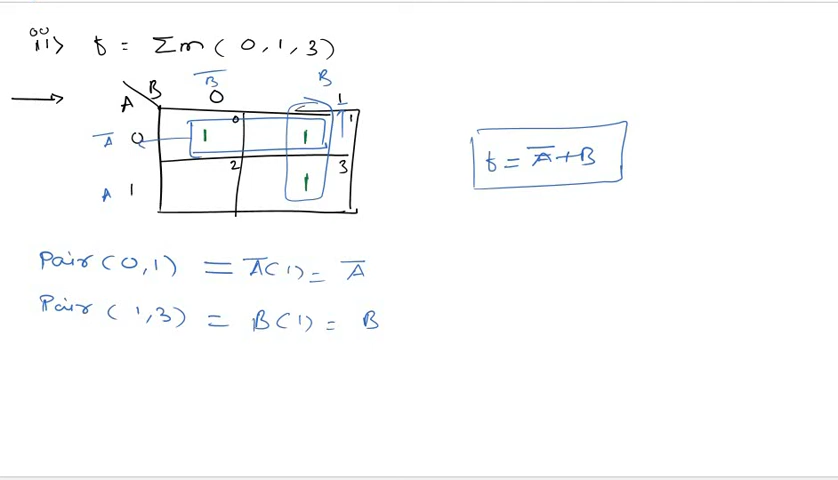 iii> f = Σm ( 0, 1, 3 )
B B̅ B
A 0 1
A̅ 0 1 0 1 1
A 1 2 1 3
f = A̅ + B
Pair ( 0, 1 ) = A̅ ( 1 ) = A̅
Pair ( 1, 3 ) = B ( 1 ) = B